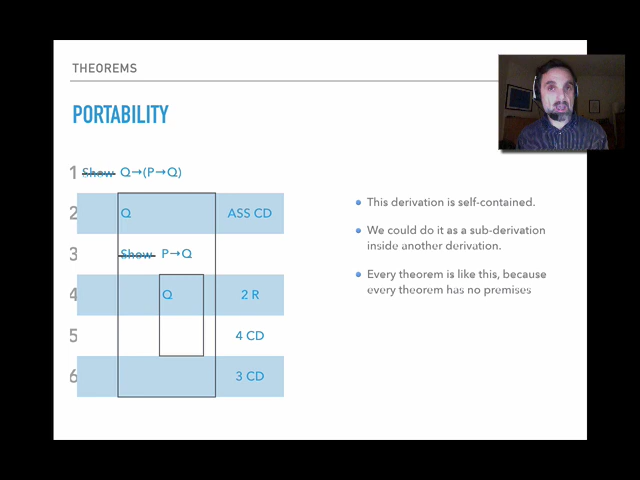 THEOREMS
PORTABILITY
1 Show Q→(P→Q)
2 Q ASS CD
3 Show P→Q
4 Q 2 R
5 4 CD
6 3 CD
This derivation is self-contained.
We could do it as a sub-derivation
inside another derivation.
Every theorem is like this, because
every theorem has no premises